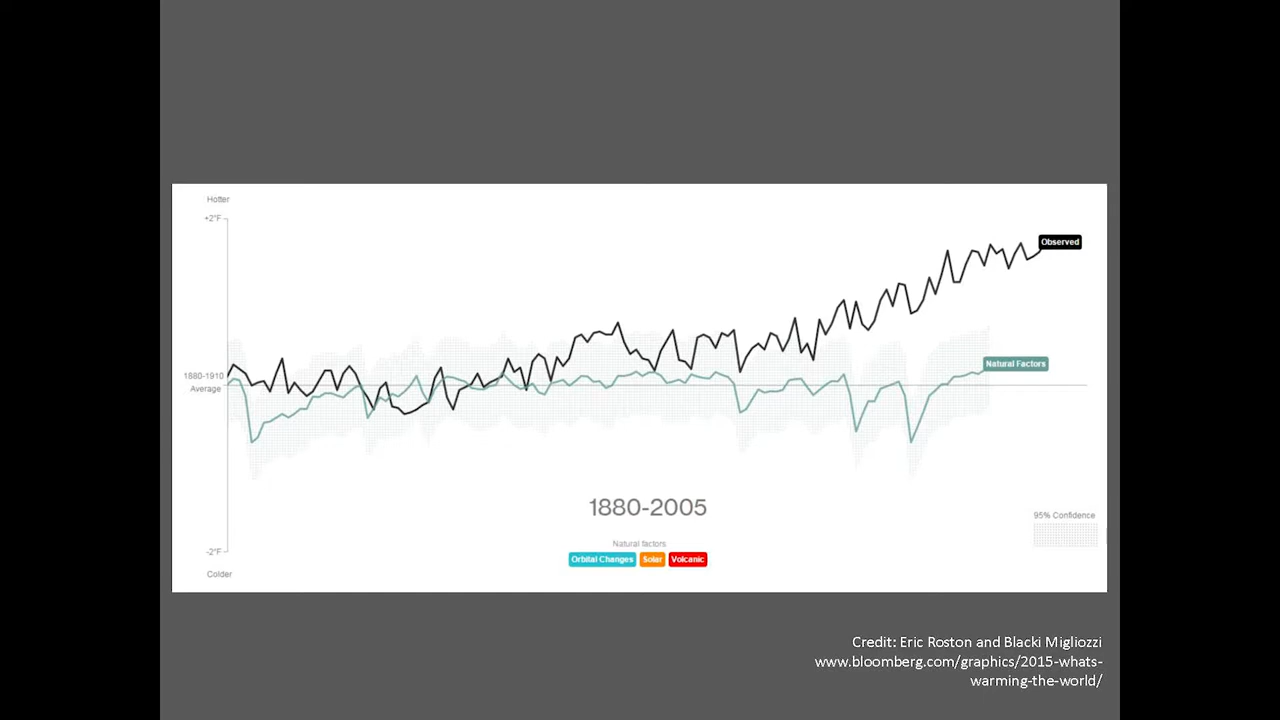 Hotter
+2°F
Observed
Natural Factors
1880-1910
Average
1880-2005
95% Confidence
Natural factors
Orbital Changes Solar Volcanic
-2°F
Colder
Credit: Eric Roston and Blacki Migliozzi
www.bloomberg.com/graphics/2015-whats-
warming-the-world/